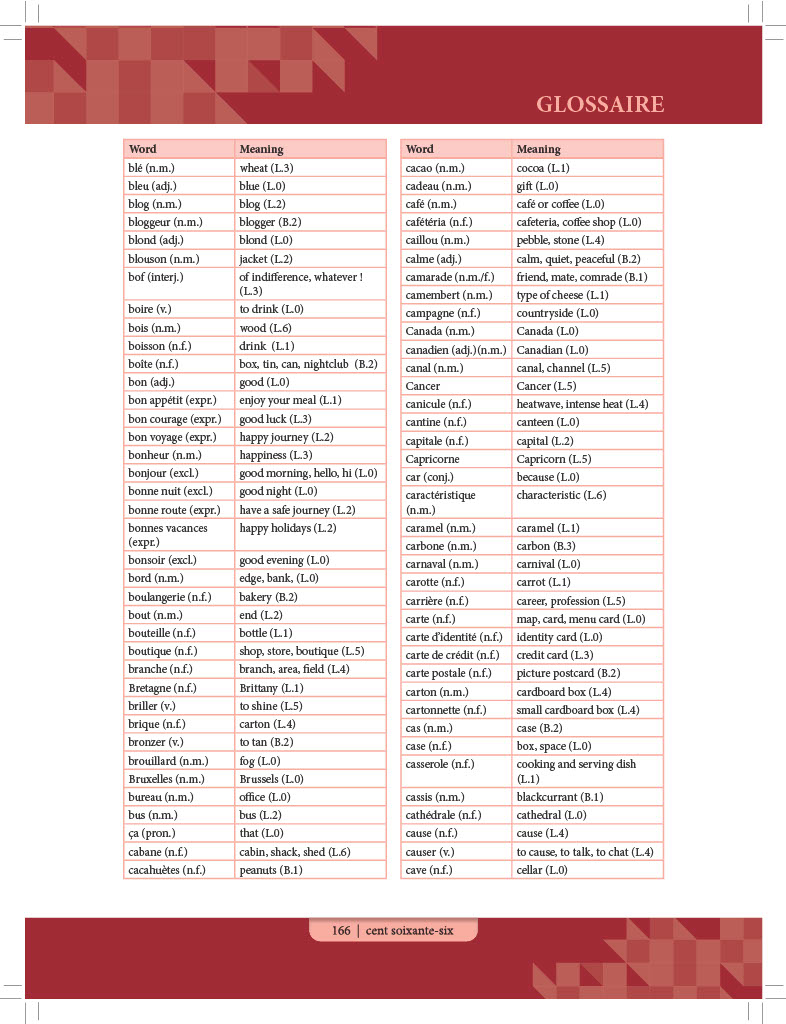 GLOSSAIRE
Word Meaning
blé (n.m.) wheat (L.3)
bleu (adj.) blue (L.0)
blog (n.m.) blog (L.2)
bloggeur (n.m.) blogger (B.2)
blond (adj.) blond (L.0)
blouson (n.m.) jacket (L.2)
bof (interj.) of indifference, whatever !
(L.3)
boire (v.) to drink (L.0)
bois (n.m.) wood (L.6)
boisson (n.f.) drink (L.1)
boîte (n.f.) box, tin, can, nightclub (B.2)
bon (adj.) good (L.0)
bon appétit (expr.) enjoy your meal (L.1)
bon courage (expr.) good luck (L.3)
bon voyage (expr.) happy journey (L.2)
bonheur (n.m.) happiness (L.3)
bonjour (excl.) good morning, hello, hi (L.0)
bonne nuit (excl.) good night (L.0)
bonne route (expr.) have a safe journey (L.2)
bonnes vacances happy holidays (L.2)
(expr.)
bonsoir (excl.) good evening (L.0)
bord (n.m.) edge, bank, (L.0)
boulangerie (n.f.) bakery (B.2)
bout (n.m.) end (L.2)
bouteille (n.f.) bottle (L.1)
boutique (n.f.) shop, store, boutique (L.5)
branche (n.f.) branch, area, field (L.4)
Bretagne (n.f.) Brittany (L.1)
briller (v.) to shine (L.5)
brique (n.f.) carton (L.4)
bronzer (v.) to tan (B.2)
brouillard (n.m.) fog (L.0)
Bruxelles (n.m.) Brussels (L.0)
bureau (n.m.) office (L.0)
bus (n.m.) bus (L.2)
ça (pron.) that (L.0)
cabane (n.f.) cabin, shack, shed (L.6)
cacahuètes (n.f.) peanuts (B.1)
Word Meaning
cacao (n.m.) cocoa (L.1)
cadeau (n.m.) gift (L.0)
café (n.m.) café or coffee (L.0)
cafétéria (n.f.) cafeteria, coffee shop (L.0)
caillou (n.m.) pebble, stone (L.4)
calme (adj.) calm, quiet, peaceful (B.2)
camarade (n.m./f.) friend, mate, comrade (B.1)
camembert (n.m.) type of cheese (L.1)
campagne (n.f.) countryside (L.0)
Canada (n.m.) Canada (L.0)
canadien (adj.)(n.m.) Canadian (L.0)
canal (n.m.) canal, channel (L.5)
Cancer Cancer (L.5)
canicule (n.f.) heatwave, intense heat (L.4)
cantine (n.f.) canteen (L.0)
capitale (n.f.) capital (L.2)
Capricorne Capricorn (L.5)
car (conj.) because (L.0)
caractéristique characteristic (L.6)
(n.m.)
caramel (n.m.) caramel (L.1)
carbone (n.m.) carbon (B.3)
carnaval (n.m.) carnival (L.0)
carotte (n.f.) carrot (L.1)
carrière (n.f.) career, profession (L.5)
carte (n.f.) map, card, menu card (L.0)
carte d'identité (n.f.) identity card (L.0)
carte de crédit (n.f.) credit card (L.3)
carte postale (n.f.) picture postcard (B.2)
carton (n.m.) cardboard box (L.4)
cartonnette (n.f.) small cardboard box (L.4)
cas (n.m.) case (B.2)
case (n.f.) box, space (L.0)
casserole (n.f.) cooking and serving dish
(L.1)
cassis (n.m.) blackcurrant (B.1)
cathédrale (n.f.) cathedral (L.0)
cause (n.f.) cause (L.4)
causer (v.) to cause, to talk, to chat (L.4)
cave (n.f.) cellar (L.0)
166 | cent soixante-six